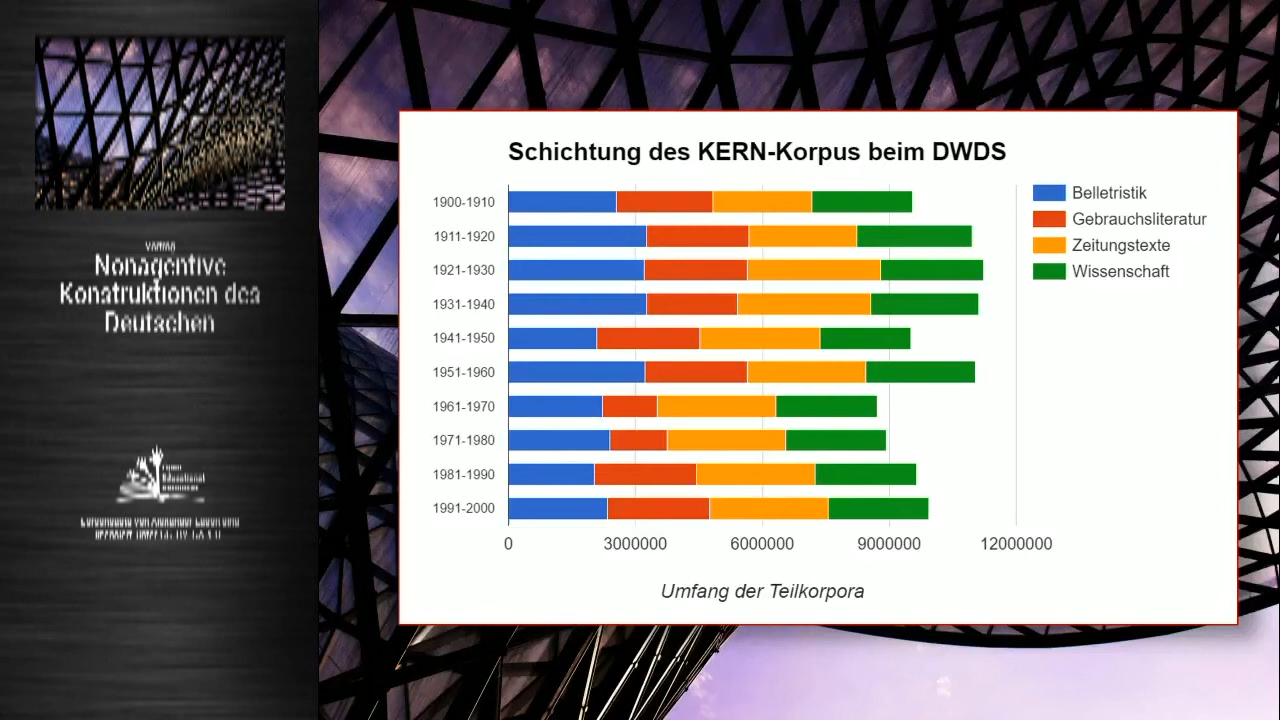 Vortrag
Nonagentive
Konstruktionen des
Deutschen
Schichtung des KERN-Korpus beim DWDS
Belletristik
Gebrauchsliteratur
Zeitungstexte
Wissenschaft
1900-1910
1911-1920
1921-1930
1931-1940
1941-1950
1951-1960
1961-1970
1971-1980
1981-1990
1991-2000
0 3000000 6000000 9000000 12000000
Umfang der Teilkorpora